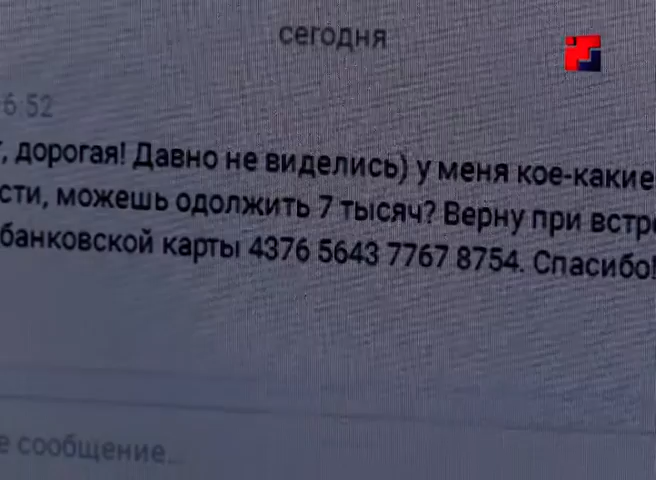 сегодня
6:52
, дорогая! Давно не виделись) у меня кое-какие
сти, можешь одолжить 7 тысяч? Верну при встре
банковской карты 4376 5643 7767 8754. Спасибо!
е сообщение...